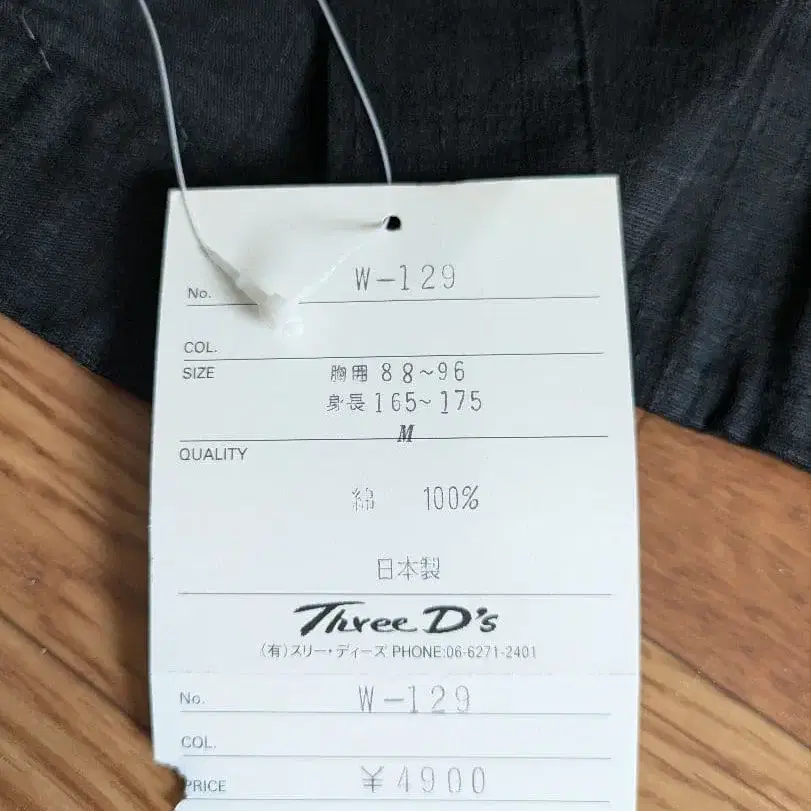 No. W-129
COL.
SIZE 胸囲 88~96
身長 165~175
M
QUALITY
綿 100%
日本製
Three D's
(有)スリー・ディーズ PHONE:06-6271-2401
No. W-129
COL.
PRICE ¥4900